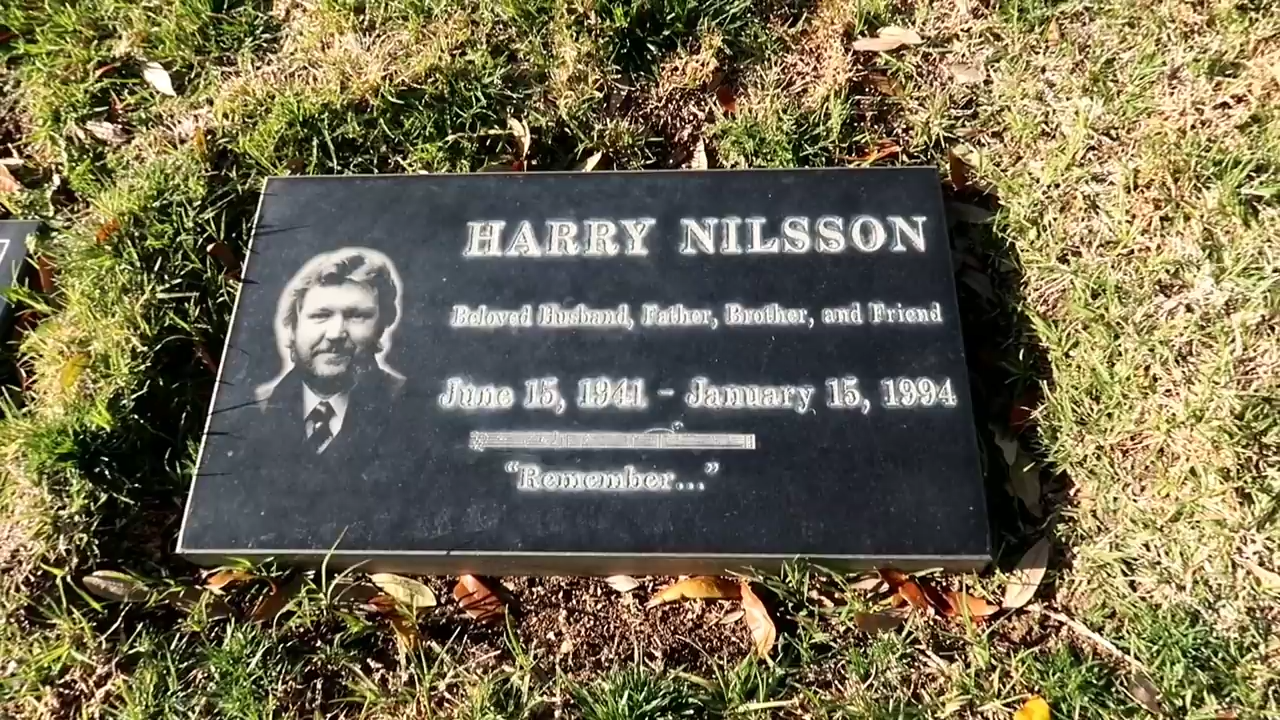 HARRY NILSSON
Beloved Husband, Father, Brother, and Friend
June 15, 1941 - January 15, 1994
"Remember..."